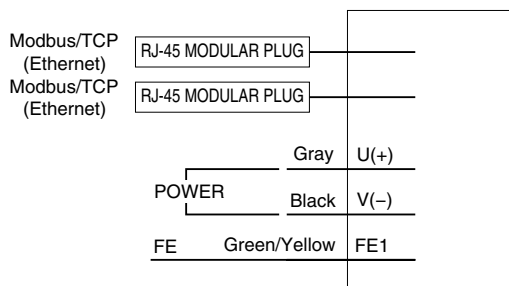 Modbus/TCP
(Ethernet)
RJ-45 MODULAR PLUG
Modbus/TCP
(Ethernet)
RJ-45 MODULAR PLUG
Gray U(+)
POWER
Black V(−)
FE Green/Yellow FE1